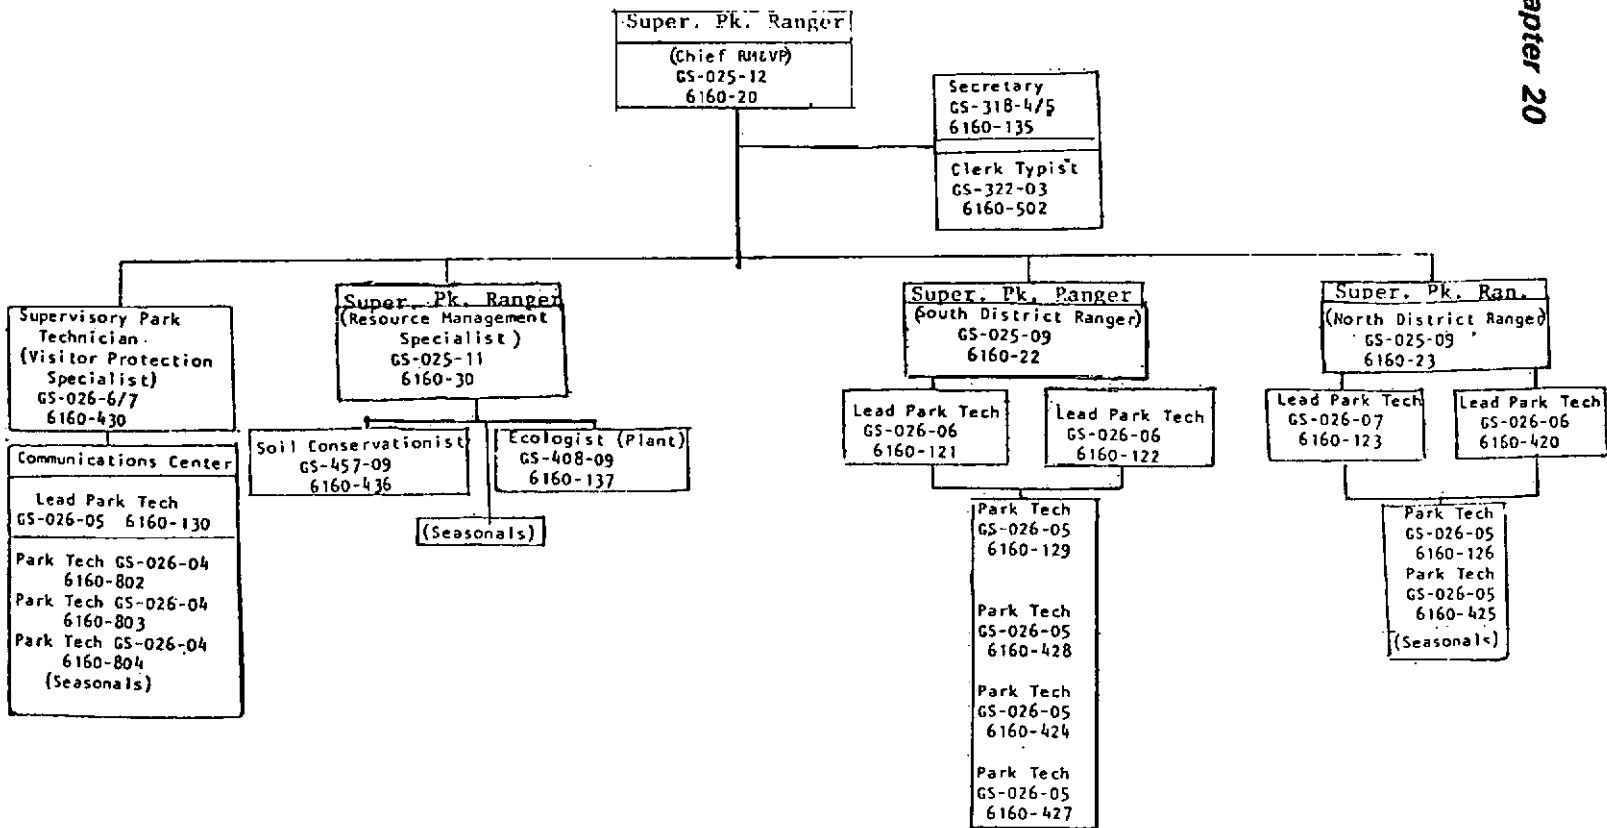 apter 20
Super. Pk. Ranger
(Chief RM&VP)
GS-025-12
6160-20
Secretary
GS-318-4/5
6160-135
Clerk Typist
GS-322-03
6160-502
Supervisory Park
Technician
(Visitor Protection
Specialist)
GS-026-6/7
6160-430
Communications Center
Lead Park Tech
GS-026-05 6160-130
Park Tech GS-026-04
6160-802
Park Tech GS-026-04
6160-803
Park Tech GS-026-04
6160-804
(Seasonals)
Super. Pk. Ranger
(Resource Management
Specialist)
GS-025-11
6160-30
Soil Conservationist
GS-457-09
6160-436
Ecologist (Plant)
GS-408-09
6160-137
(Seasonals)
Super. Pk. Ranger
(South District Ranger)
GS-025-09
6160-22
Lead Park Tech
GS-026-06
6160-121
Lead Park Tech
GS-026-06
6160-122
Park Tech
GS-026-05
6160-129
Park Tech
GS-026-05
6160-428
Park Tech
GS-026-05
6160-424
Park Tech
GS-026-05
6160-427
Super. Pk. Ran.
(North District Ranger)
GS-025-09
6160-23
Lead Park Tech
GS-026-07
6160-123
Lead Park Tech
GS-026-06
6160-420
Park Tech
GS-026-05
6160-126
Park Tech
GS-026-05
6160-425
(Seasonals)